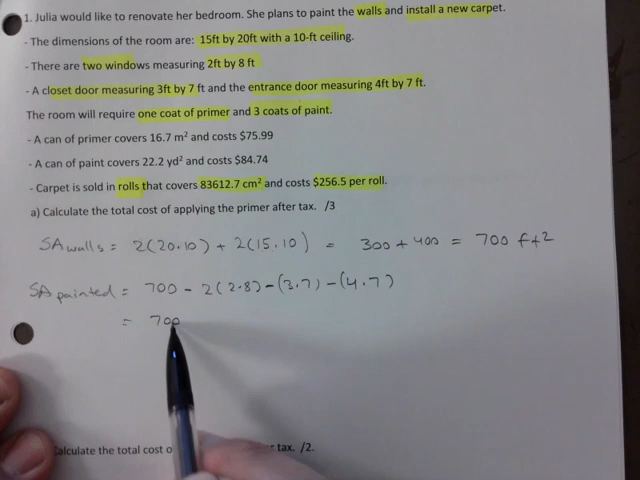 1. Julia would like to renovate her bedroom. She plans to paint the walls and install a new carpet.
- The dimensions of the room are: 15ft by 20ft with a 10-ft ceiling.
- There are two windows measuring 2ft by 8 ft
- A closet door measuring 3ft by 7 ft and the entrance door measuring 4ft by 7 ft.
The room will require one coat of primer and 3 coats of paint.
- A can of primer covers 16.7 m² and costs $75.99
- A can of paint covers 22.2 yd² and costs $84.74
- Carpet is sold in rolls that covers 83612.7 cm² and costs $256.5 per roll.
a) Calculate the total cost of applying the primer after tax. /3
SA walls = 2(20.10) + 2(15.10) = 300 + 400 = 700 ft2
SA painted = 700 - 2(2.8) - (3.7) - (4.7)
= 700
Calculate the total cost o tax. /2.